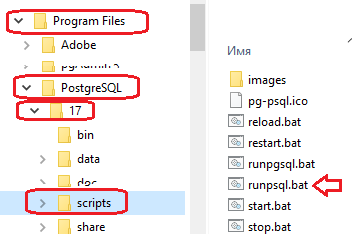 Program Files
Adobe
pgAdmin
PostgreSQL
17
bin
data
doc
scripts
share
Имя
images
pg-psql.ico
reload.bat
restart.bat
runpgsql.bat
runpsql.bat
start.bat
stop.bat